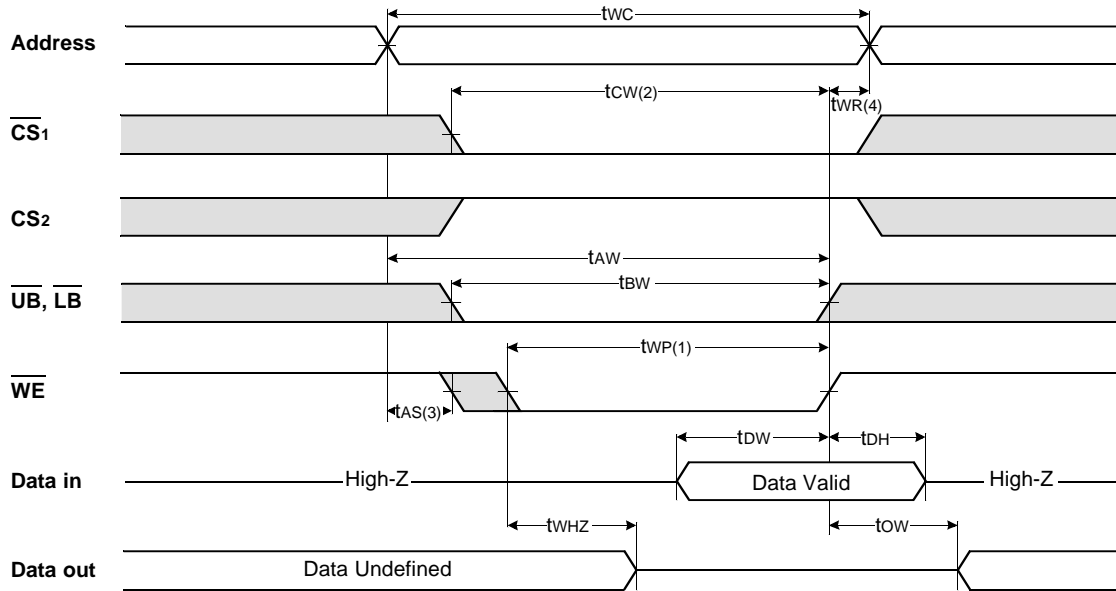 tWC
Address
tCW(2)
tWR(4)
CS1
CS2
tAW
UB, LB
tBW
tWP(1)
WE
tAS(3)
tDW
tDH
Data in
High-Z
Data Valid
High-Z
tWHZ
tOW
Data out
Data Undefined